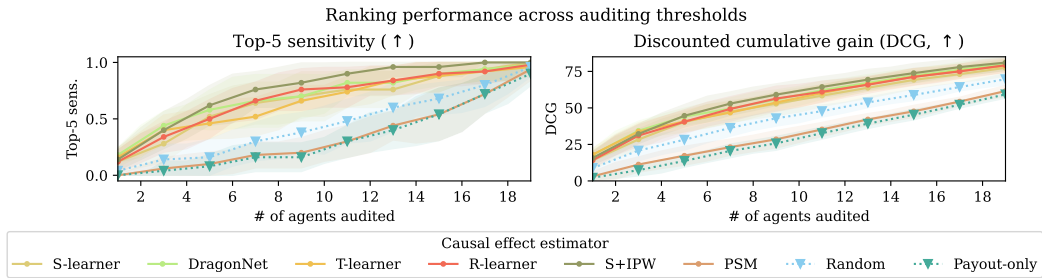 Ranking performance across auditing thresholds
Top-5 sensitivity (↑)
Top-5 sens.
1.0
0.5
0.0
2 4 6 8 10 12 14 16 18
# of agents audited
Discounted cumulative gain (DCG, ↑)
DCG
75
50
25
0
2 4 6 8 10 12 14 16 18
# of agents audited
Causal effect estimator
S-learner DragonNet T-learner R-learner S+IPW PSM Random Payout-only